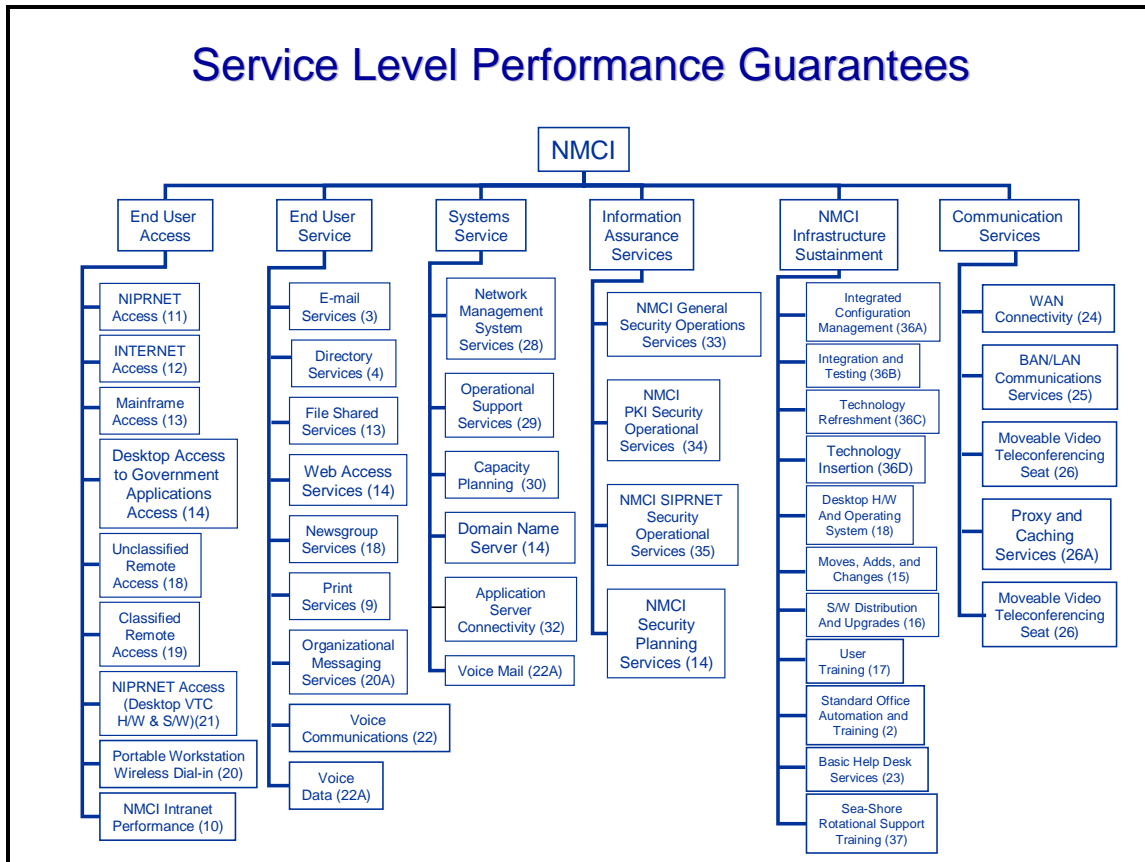 Service Level Performance Guarantees
NMCI
End User
Access
NIPRNET
Access (11)
INTERNET
Access (12)
Mainframe
Access (13)
Desktop Access
to Government
Applications
Access (14)
Unclassified
Remote
Access (18)
Classified
Remote
Access (19)
NIPRNET Access
(Desktop VTC
H/W & S/W)(21)
Portable Workstation
Wireless Dial-in (20)
NMCI Intranet
Performance (10)
End User
Service
E-mail
Services (3)
Directory
Services (4)
File Shared
Services (13)
Web Access
Services (14)
Newsgroup
Services (18)
Print
Services (9)
Organizational
Messaging
Services (20A)
Voice
Communications (22)
Voice
Data (22A)
Systems
Service
Network
Management
System
Services (28)
Operational
Support
Services (29)
Capacity
Planning (30)
Domain Name
Server (14)
Application
Server
Connectivity (32)
Voice Mail (22A)
Information
Assurance
Services
NMCI General
Security Operations
Services (33)
NMCI
PKI Security
Operational
Services (34)
NMCI SIPRNET
Security
Operational
Services (35)
NMCI
Security
Planning
Services (14)
NMCI
Infrastructure
Sustainment
Integrated
Configuration
Management (36A)
Integration and
Testing (36B)
Technology
Refreshment (36C)
Technology
Insertion (36D)
Desktop H/W
And Operating
System (18)
Moves, Adds, and
Changes (15)
S/W Distribution
And Upgrades (16)
User
Training (17)
Standard Office
Automation and
Training (2)
Basic Help Desk
Services (23)
Sea-Shore
Rotational Support
Training (37)
Communication
Services
WAN
Connectivity (24)
BAN/LAN
Communications
Services (25)
Moveable Video
Teleconferencing
Seat (26)
Proxy and
Caching
Services (26A)
Moveable Video
Teleconferencing
Seat (26)